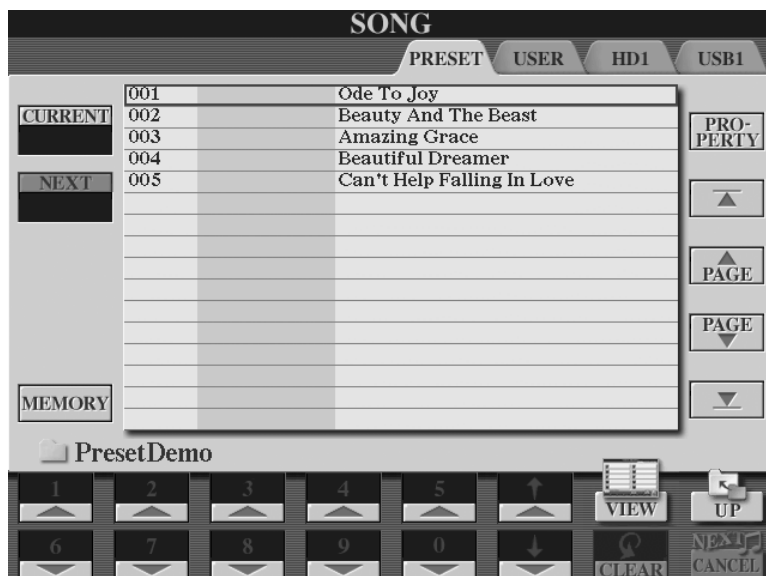 SONG
PRESET USER HD1 USB1
CURRENT
NEXT
MEMORY
001 Ode To Joy
002 Beauty And The Beast
003 Amazing Grace
004 Beautiful Dreamer
005 Can't Help Falling In Love
PRO-
PERTY
PAGE
PAGE
PresetDemo
1 2 3 4 5
VIEW UP
6 7 8 9 0
CLEAR
NEXT
CANCEL